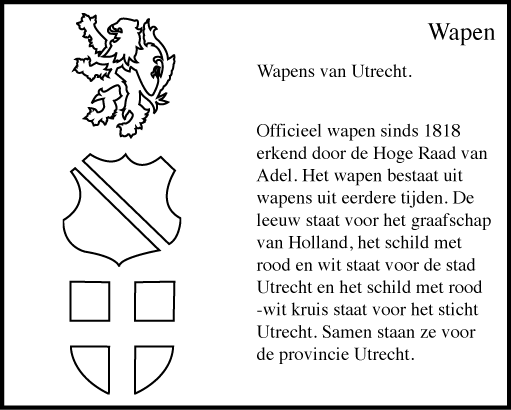 Wapen
Wapens van Utrecht.
Officieel wapen sinds 1818
erkend door de Hoge Raad van
Adel. Het wapen bestaat uit
wapens uit eerdere tijden. De
leeuw staat voor het graafschap
van Holland, het schild met
rood en wit staat voor de stad
Utrecht en het schild met rood
-wit kruis staat voor het sticht
Utrecht. Samen staan ze voor
de provincie Utrecht.